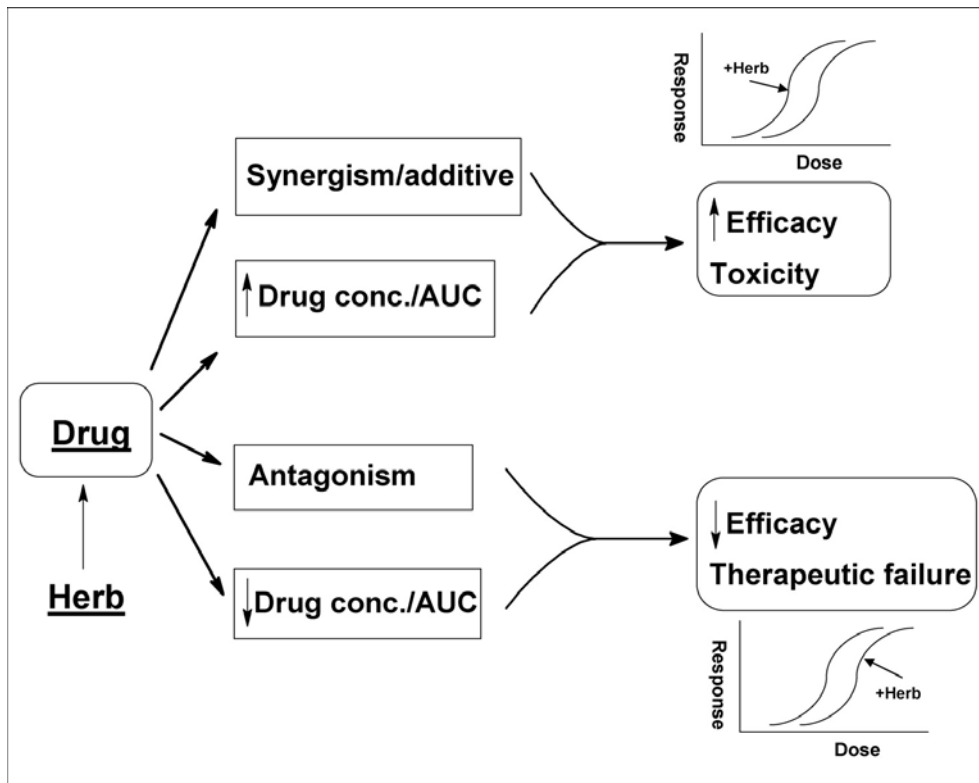 Response
+Herb
Dose
Synergism/additive
↑ Efficacy
Toxicity
↑ Drug conc./AUC
Drug
Herb
Antagonism
↓ Drug conc./AUC
↓ Efficacy
Therapeutic failure
Response
+Herb
Dose